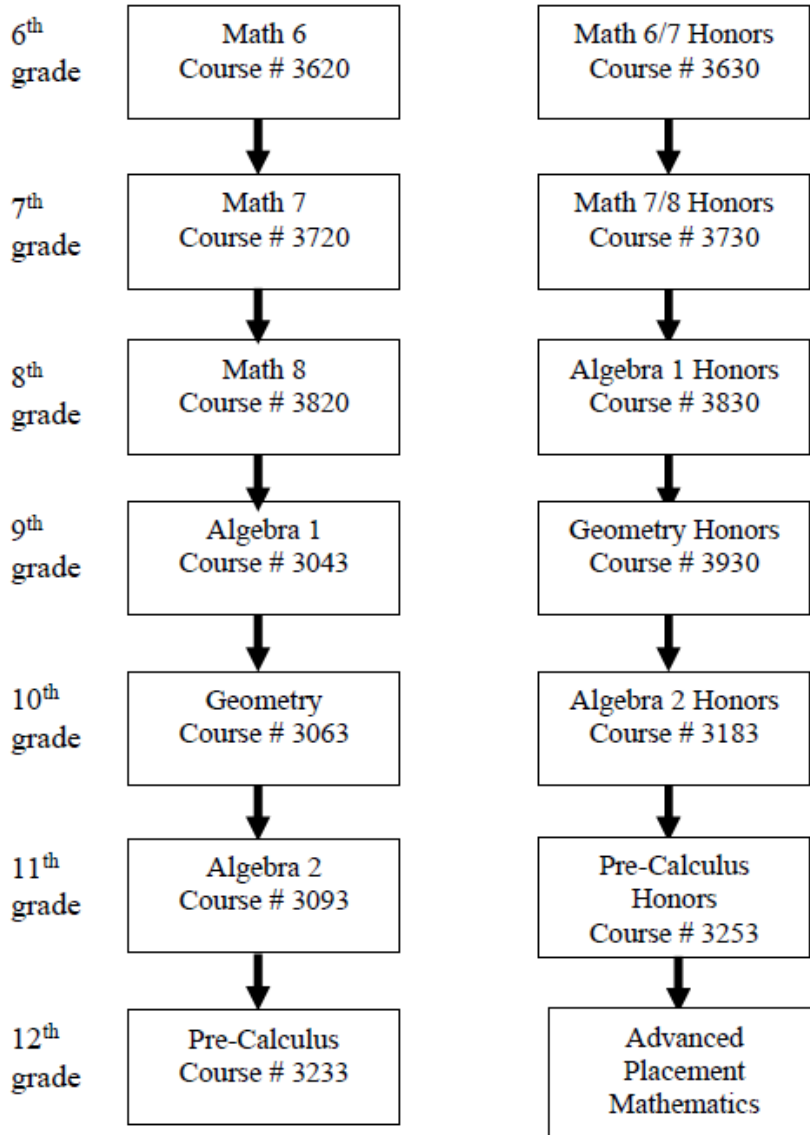 6th
grade
Math 6
Course # 3620
Math 6/7 Honors
Course # 3630
7th
grade
Math 7
Course # 3720
Math 7/8 Honors
Course # 3730
8th
grade
Math 8
Course # 3820
Algebra 1 Honors
Course # 3830
9th
grade
Algebra 1
Course # 3043
Geometry Honors
Course # 3930
10th
grade
Geometry
Course # 3063
Algebra 2 Honors
Course # 3183
11th
grade
Algebra 2
Course # 3093
Pre-Calculus
Honors
Course # 3253
12th
grade
Pre-Calculus
Course # 3233
Advanced
Placement
Mathematics